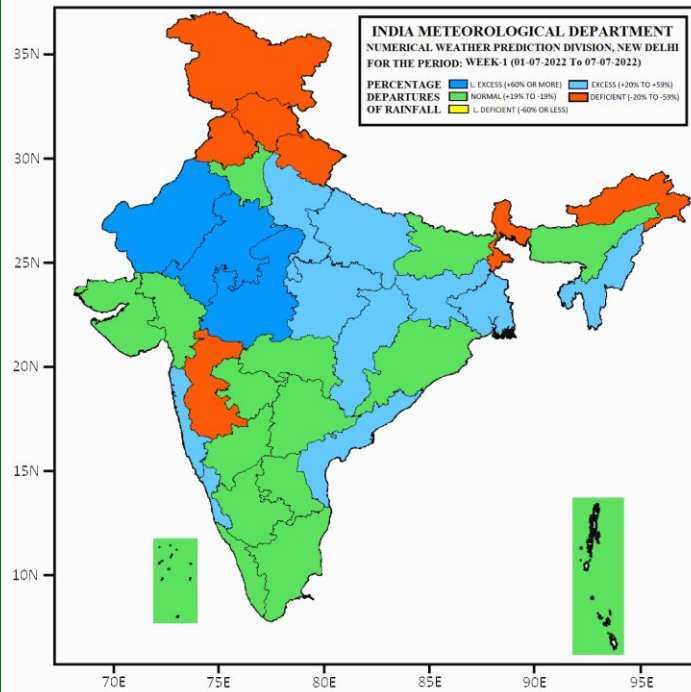 INDIA METEOROLOGICAL DEPARTMENT
NUMERICAL WEATHER PREDICTION DIVISION, NEW DELHI
FOR THE PERIOD: WEEK-1 (01-07-2022 To 07-07-2022)
PERCENTAGE L. EXCESS (+60% OR MORE) EXCESS (+20% TO +59%)
DEPARTURES NORMAL (+19% TO -19%) DEFICIENT (-20% TO -59%)
OF RAINFALL L. DEFICIENT (-60% OR LESS)
35N
30N
25N
20N
15N
10N
70E 75E 80E 85E 90E 95E